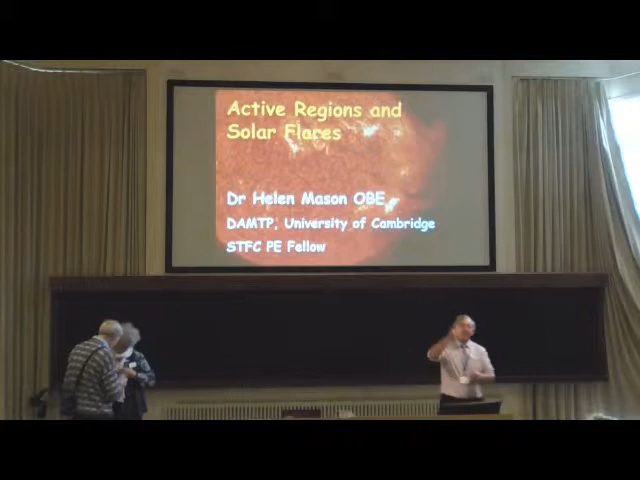 Active Regions and
Solar Flares
Dr Helen Mason OBE
DAMTP, University of Cambridge
STFC PE Fellow